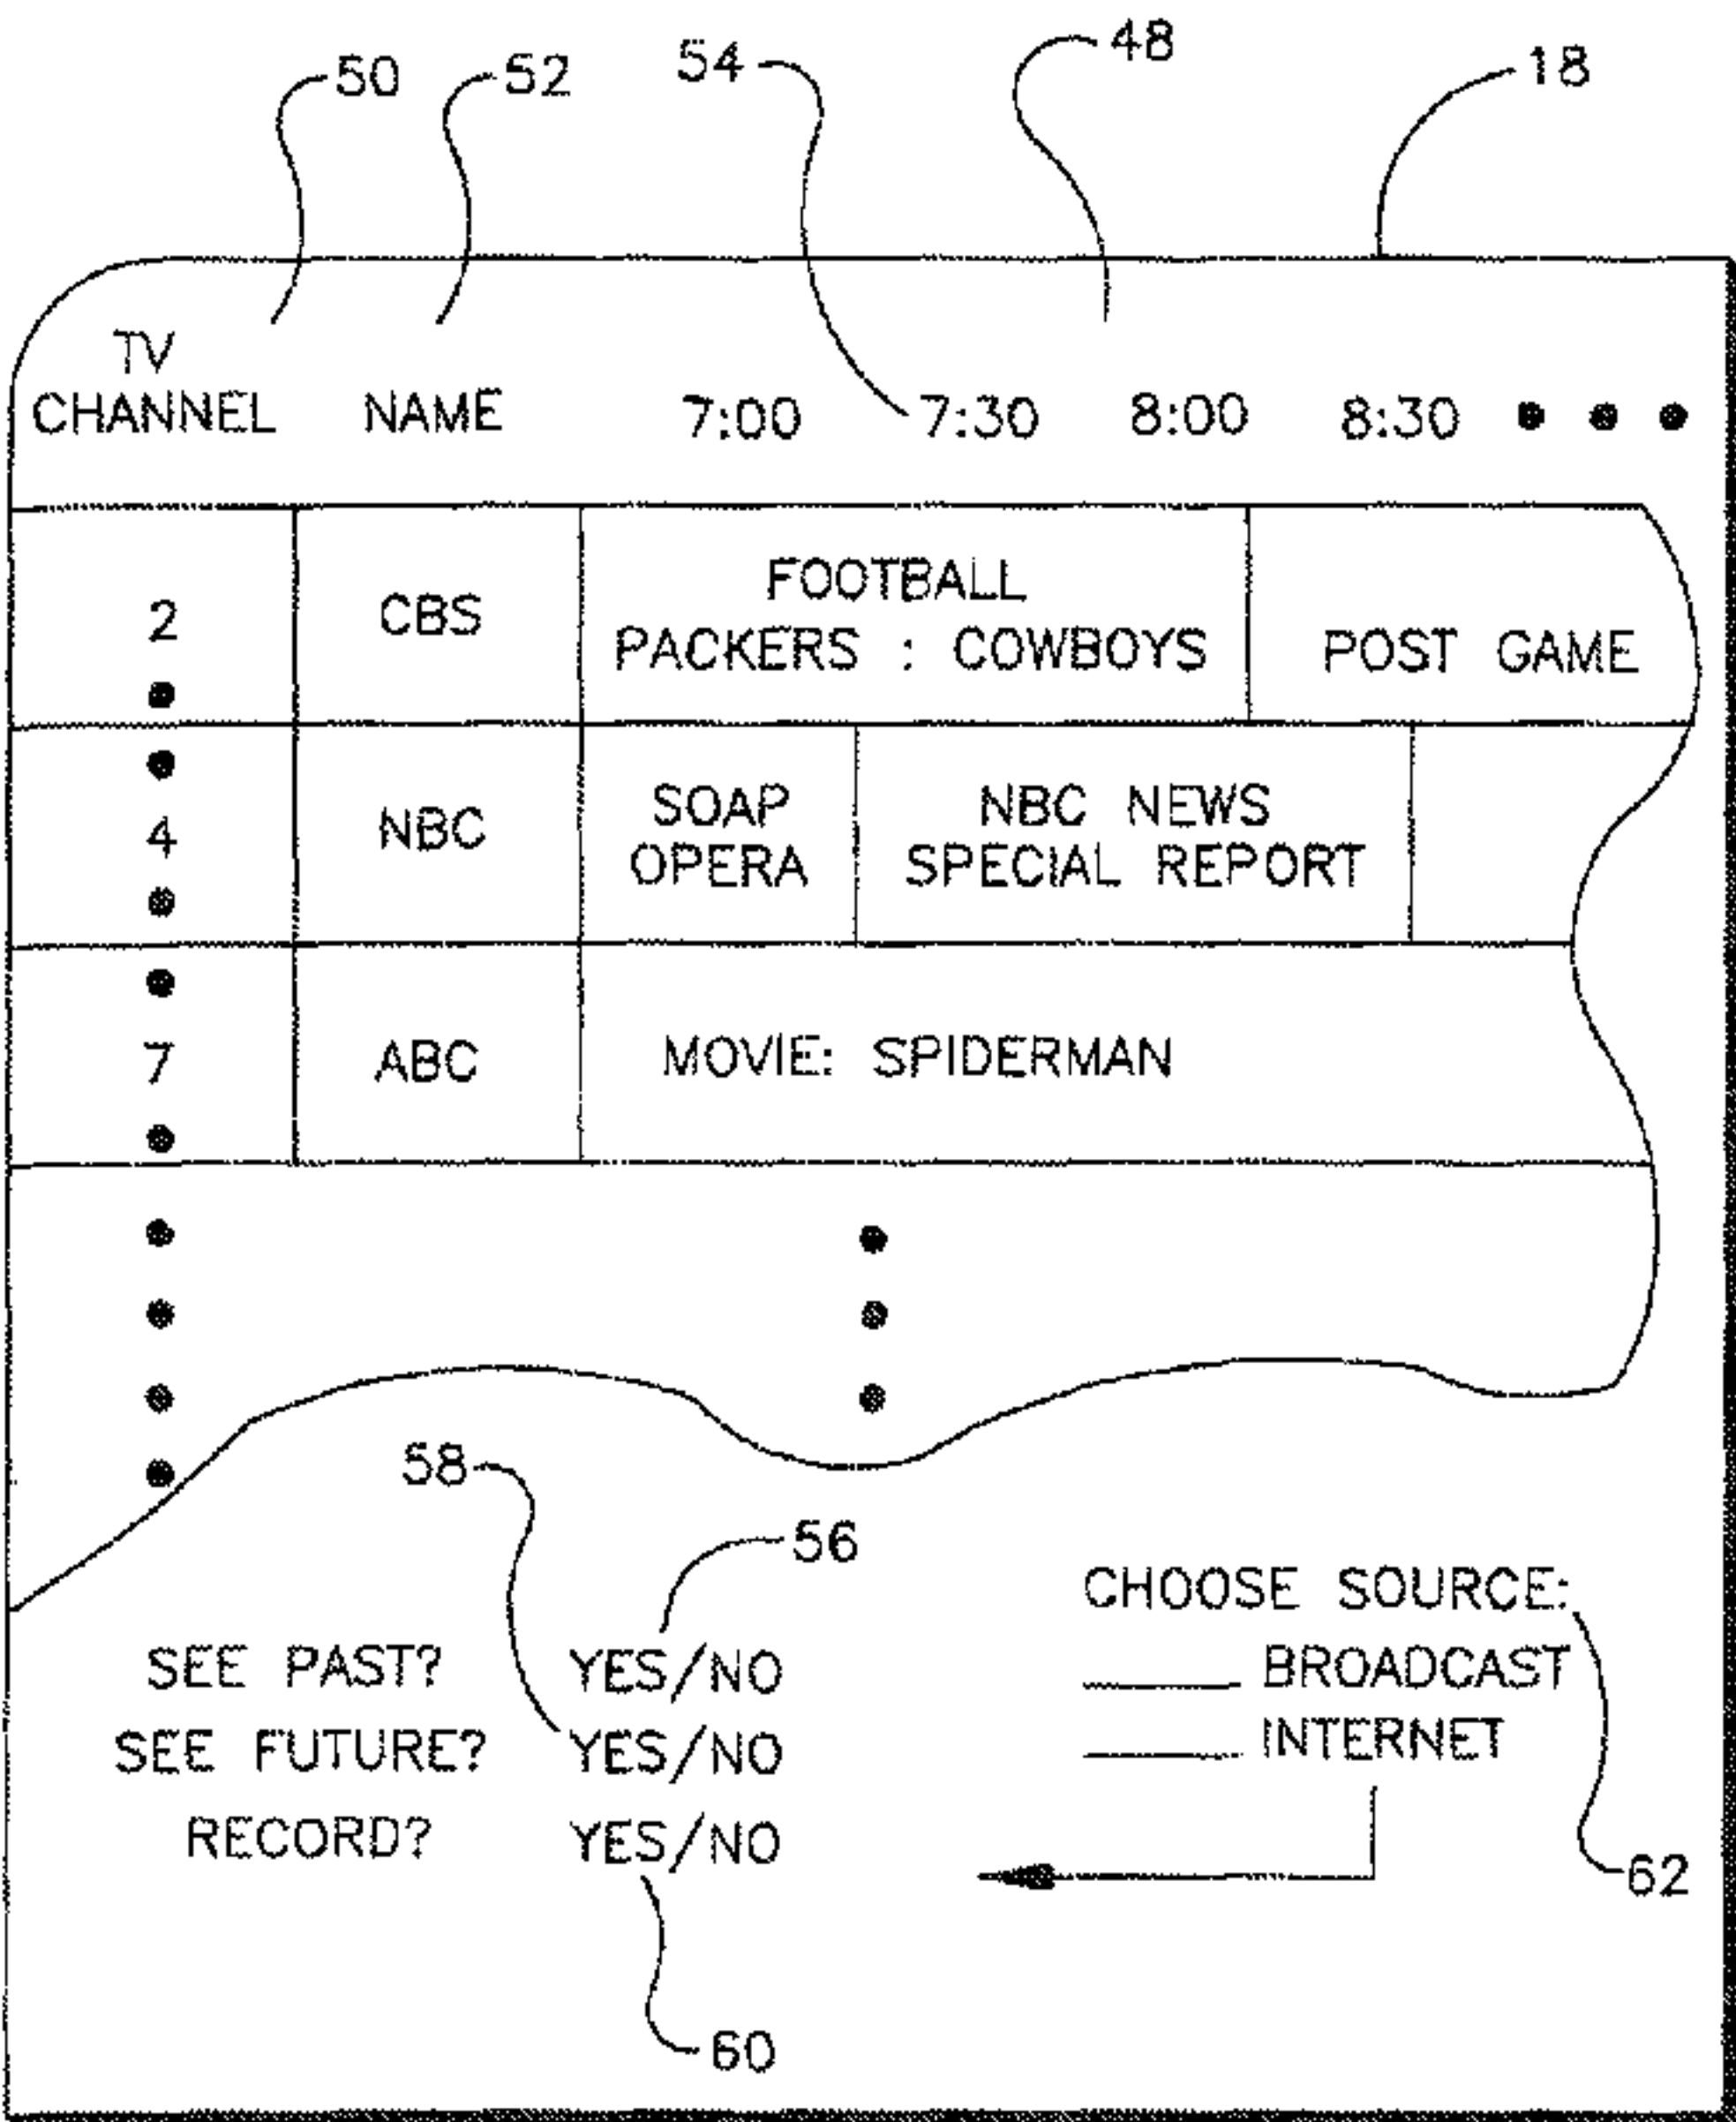 50 52 54 48 18
TV
CHANNEL NAME 7:00 7:30 8:00 8:30
2 CBS FOOTBALL
PACKERS : COWBOYS POST GAME
4 NBC SOAP
OPERA NBC NEWS
SPECIAL REPORT
7 ABC MOVIE: SPIDERMAN
58
56
CHOOSE SOURCE:
SEE PAST? YES/NO BROADCAST
SEE FUTURE? YES/NO INTERNET
RECORD? YES/NO
62
60